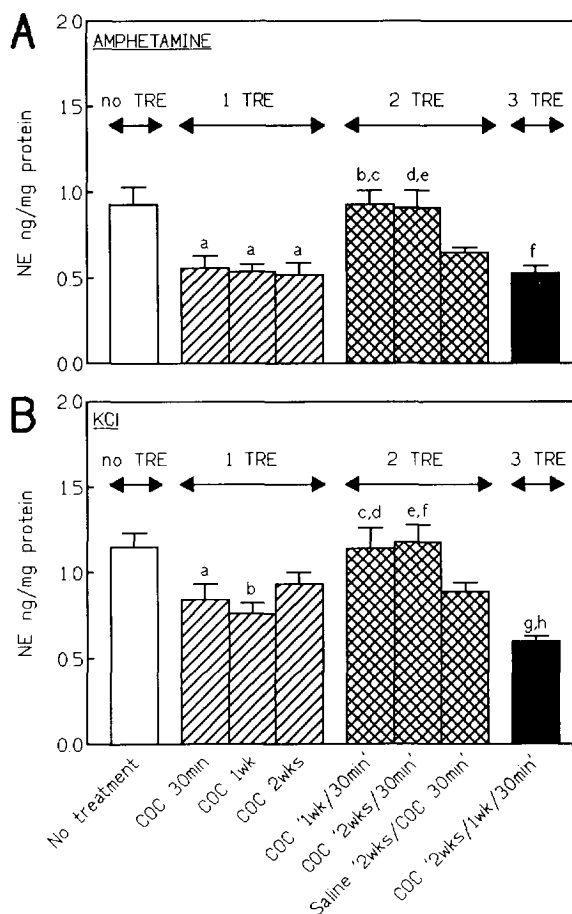 A
AMPHETAMINE
no TRE 1 TRE 2 TRE 3 TRE
NE ng/mg protein
2.0
1.5
1.0
0.5
0.0
a a a b,c d,e f
B
KCl
no TRE 1 TRE 2 TRE 3 TRE
NE ng/mg protein
2.0
1.5
1.0
0.5
0.0
a b c,d e,f g,h
No treatment
COC 30min
COC 1wk
COC 2wks
COC '1wk/30min'
COC '2wks/30min'
Saline '2wks/COC 30min'
COC '2wks/1wk/30min'